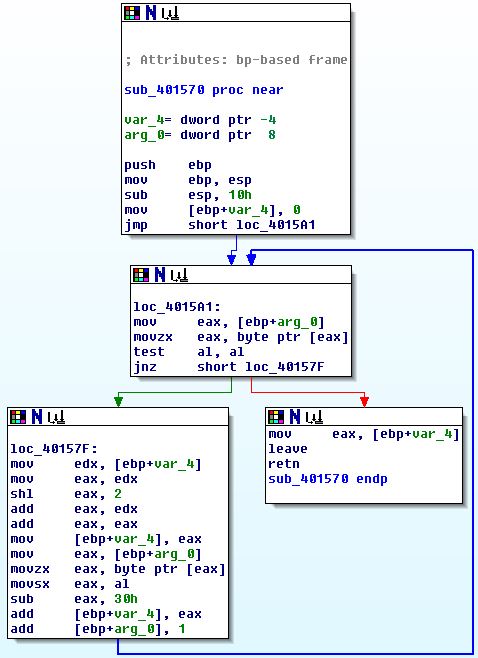 ; Attributes: bp-based frame
sub_401570 proc near
var_4= dword ptr -4
arg_0= dword ptr  8
push    ebp
mov     ebp, esp
sub     esp, 10h
mov     [ebp+var_4], 0
jmp     short loc_4015A1
loc_4015A1:
mov     eax, [ebp+arg_0]
movzx   eax, byte ptr [eax]
test    al, al
jnz     short loc_40157F
loc_40157F:
mov     edx, [ebp+var_4]
mov     eax, edx
shl     eax, 2
add     eax, edx
add     eax, eax
mov     [ebp+var_4], eax
mov     eax, [ebp+arg_0]
movzx   eax, byte ptr [eax]
movsx   eax, al
sub     eax, 30h
add     [ebp+var_4], eax
add     [ebp+arg_0], 1
mov     eax, [ebp+var_4]
leave
retn
sub_401570 endp